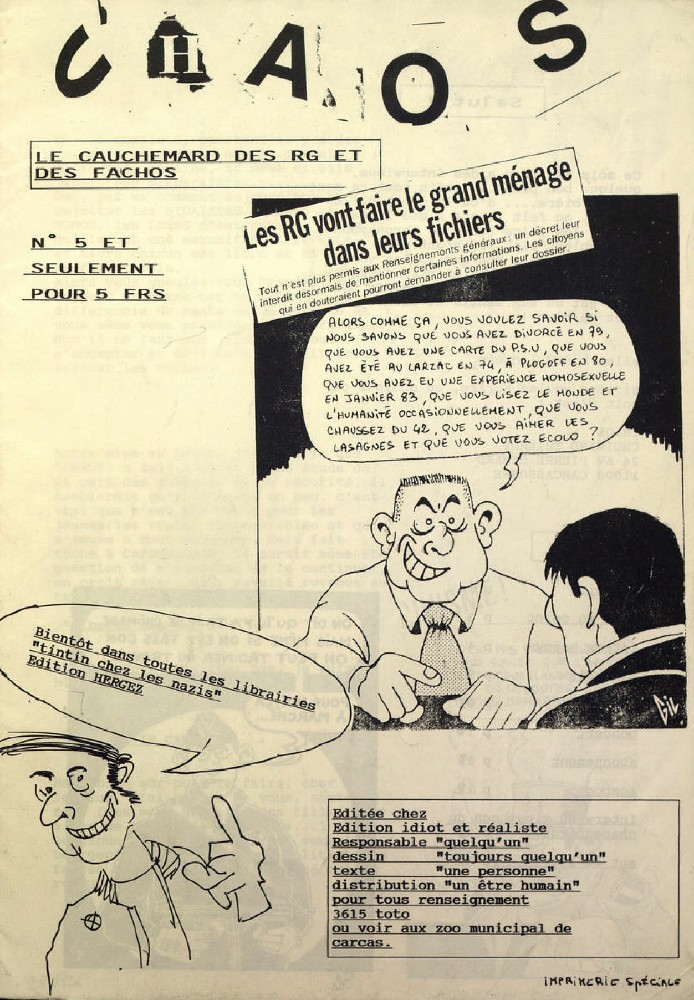 CHAOS
LE CAUCHEMARD DES RG ET
DES FACHOS
N° 5 ET
SEULEMENT
POUR 5 FRS
Les RG vont faire le grand ménage
dans leurs fichiers
Tout n'est plus permis aux Renseignements généraux: un décret leur
interdit désormais de mentionner certaines informations. Les citoyens
qui en douteraient pourront demander à consulter leur dossier.
ALORS COMME ÇA, VOUS VOULEZ SAVOIR SI
NOUS SAVONS QUE VOUS AVEZ DIVORCÉ EN 79,
QUE VOUS AVEZ UNE CARTE DU P.S.U, QUE VOUS
AVEZ ÉTÉ AU LARZAC EN 74, À PLOGOFF EN 80,
QUE VOUS AVEZ EU UNE EXPERIENCE HOMOSEXUELLE
EN JANVIER 83, QUE VOUS LISEZ LE MONDE ET
L'HUMANITÉ OCCASIONNELLEMENT, QUE VOUS
CHAUSSEZ DU 42, QUE VOUS AIMER LES
LASAGNES ET QUE VOUS VOTEZ ECOLO ?
GIL
Bientôt dans toutes les librairies
"tintin chez les nazis"
Edition HERGEZ
Editée chez
Edition idiot et réaliste
Responsable "quelqu'un"
dessin "toujours quelqu'un"
texte "une personne"
distribution "un être humain"
pour tous renseignement
3615 toto
ou voir aux zoo municipal de
carcas.
IMPRIMERIE SPÉCIALE